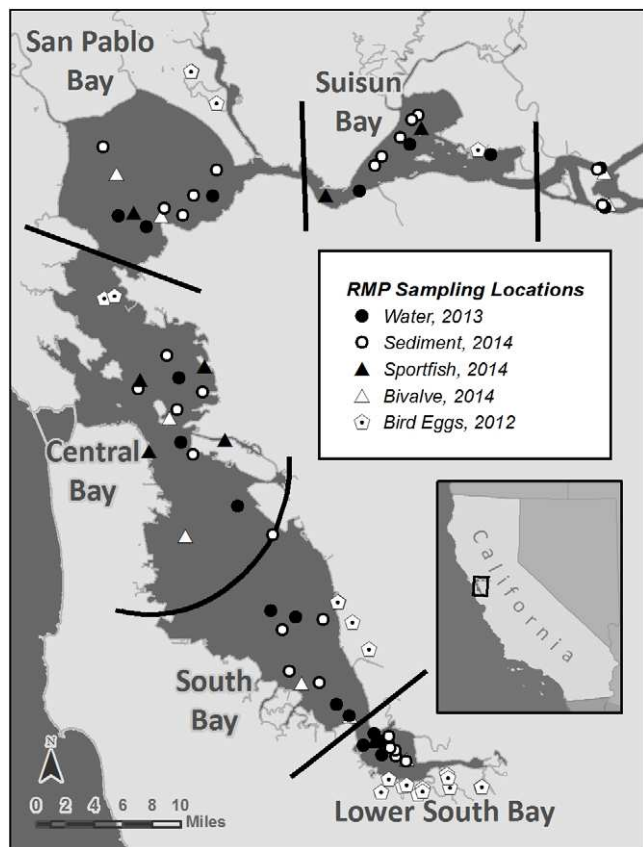 San Pablo
Bay
Suisun
Bay
RMP Sampling Locations
Water, 2013
Sediment, 2014
Sportfish, 2014
Bivalve, 2014
Bird Eggs, 2012
Central
Bay
California
South
Bay
N
0 2 4 6 8 10
Miles
Lower South Bay